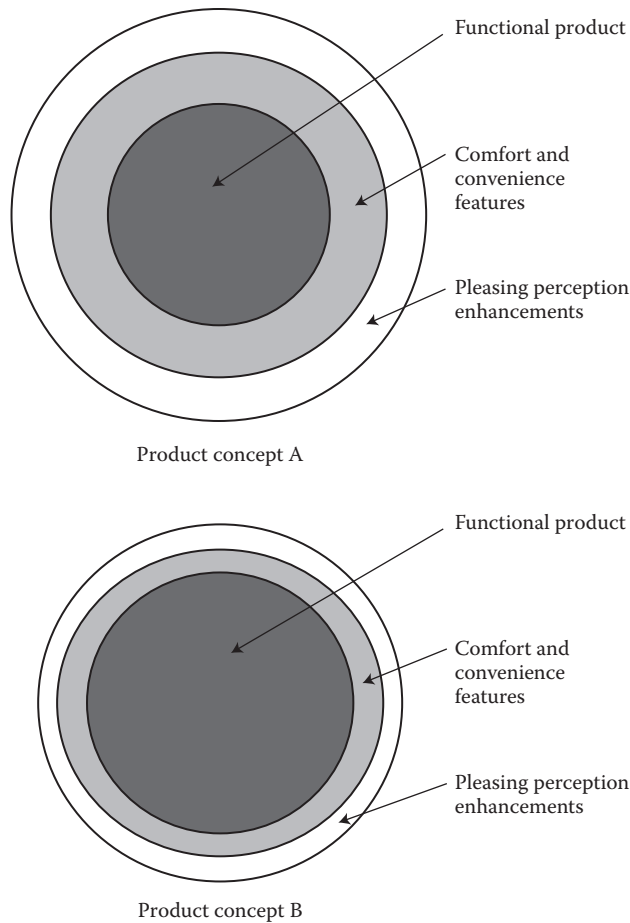 Functional product
Comfort and
convenience
features
Pleasing perception
enhancements
Product concept A
Functional product
Comfort and
convenience
features
Pleasing perception
enhancements
Product concept B